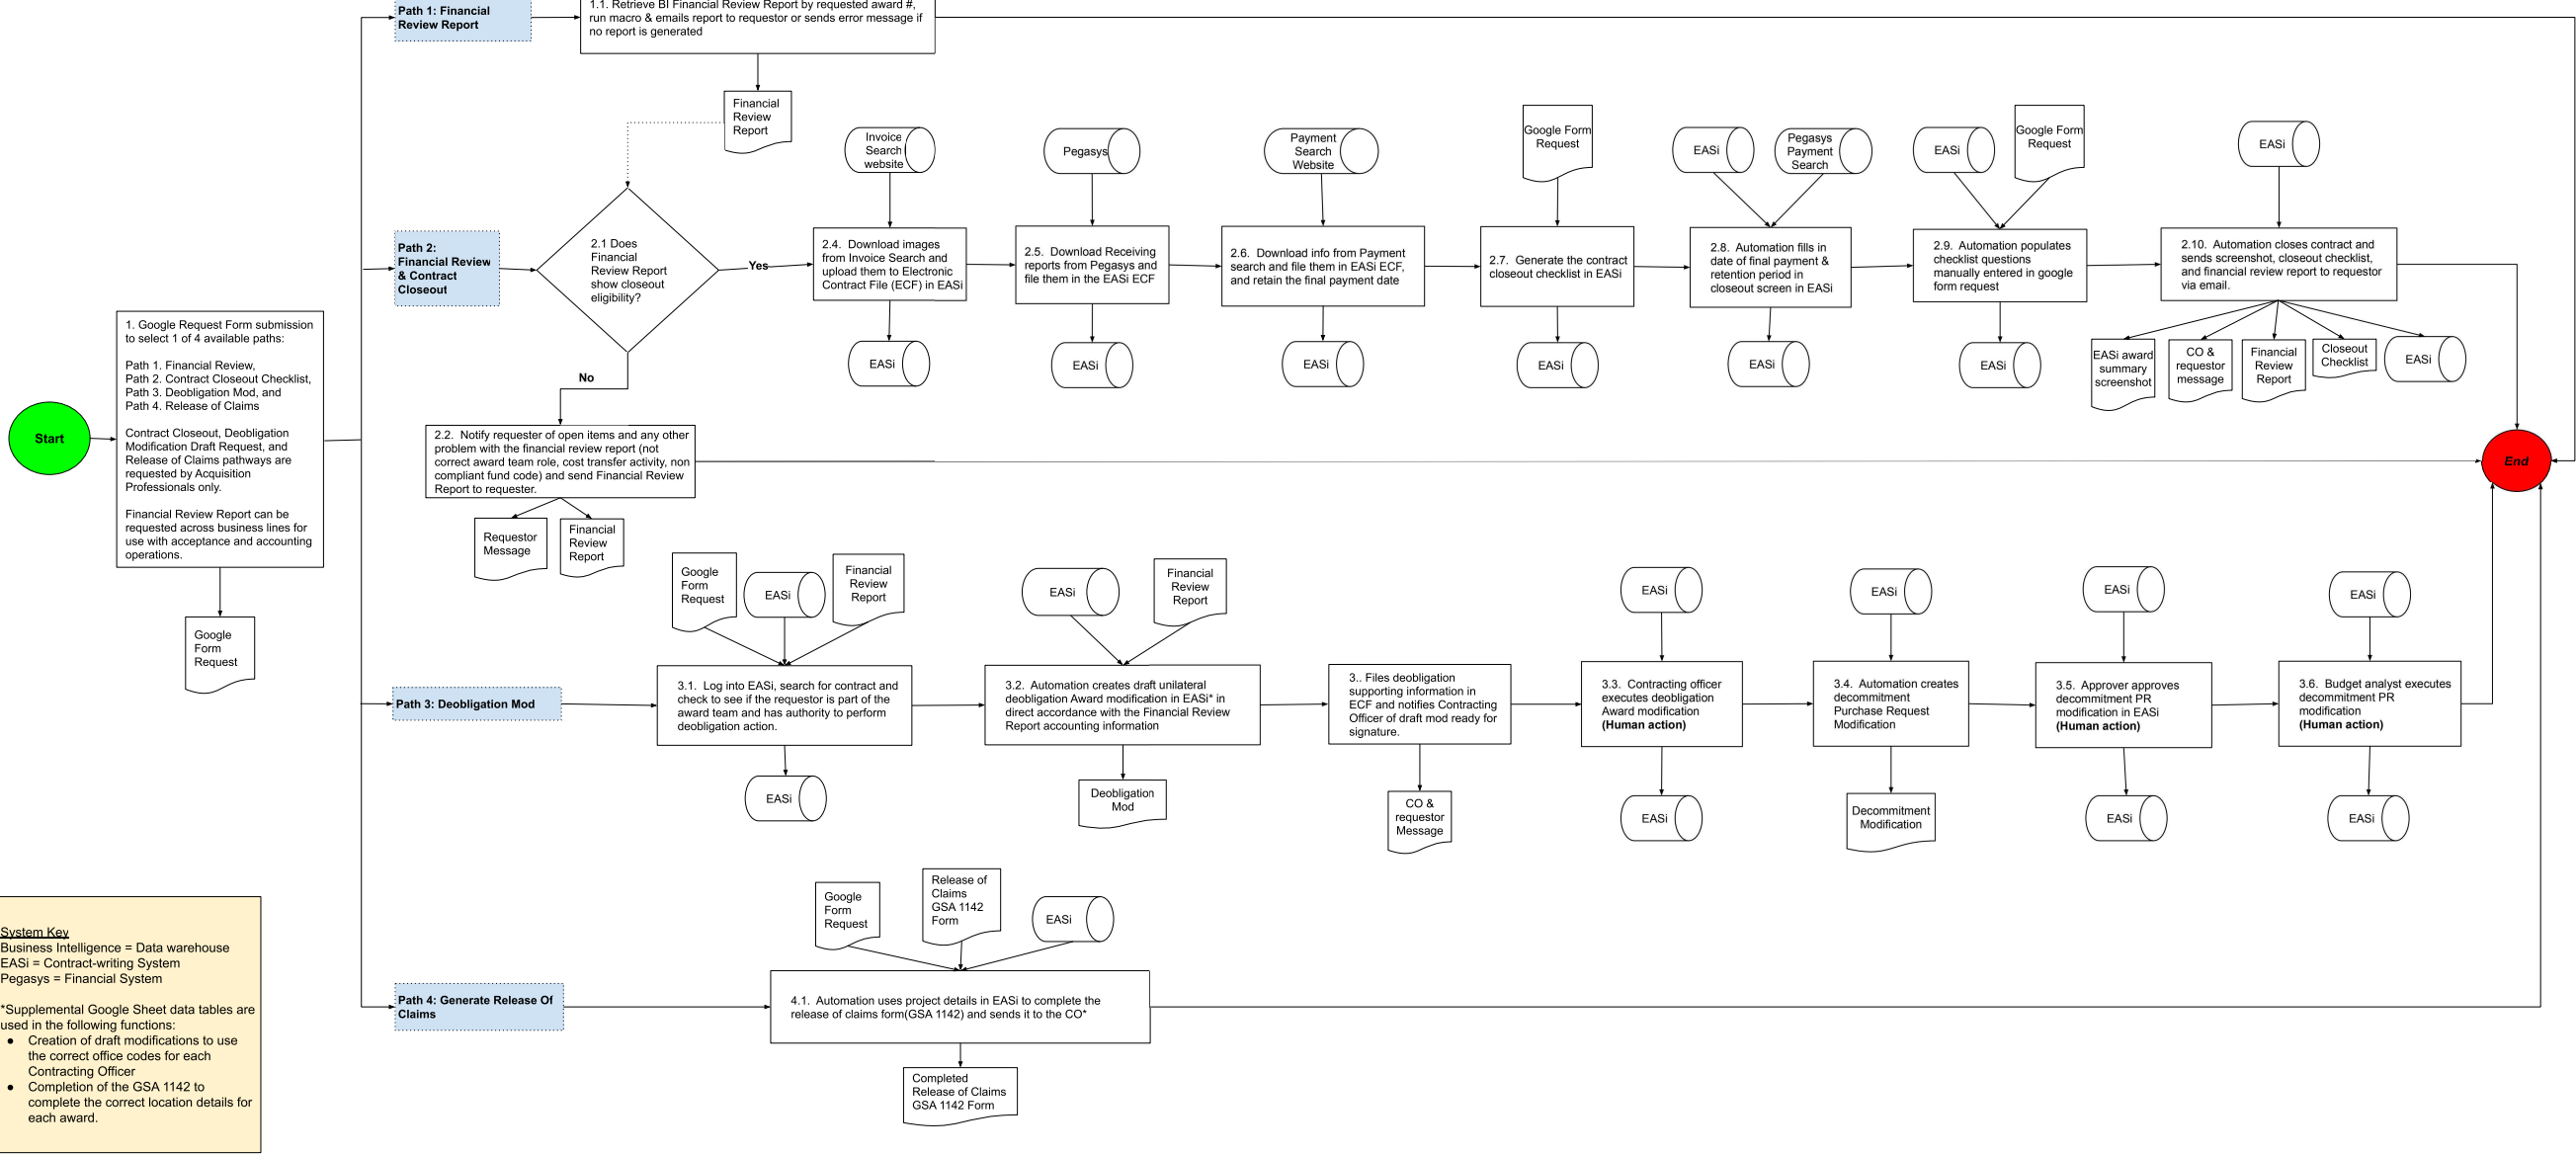 Path 1: Financial
Review Report
1.1. Retrieve BI Financial Review Report by requested award #,
run macro & emails report to requestor or sends error message if
no report is generated
Financial
Review
Report
Path 2:
Financial Review
& Contract
Closeout
2.1 Does
Financial
Review Report
show closeout
eligibility?
Yes
No
Invoice
Search
website
2.4. Download images
from Invoice Search and
upload them to Electronic
Contract File (ECF) in EASi
EASi
Pegasys
2.5. Download Receiving
reports from Pegasys and
file them in the EASi ECF
EASi
Payment
Search
Website
2.6. Download info from Payment
search and file them in EASi ECF,
and retain the final payment date
EASi
Google Form
Request
2.7. Generate the contract
closeout checklist in EASi
EASi
EASi
Pegasys
Payment
Search
2.8. Automation fills in
date of final payment &
retention period in
closeout screen in EASi
EASi
EASi
Google Form
Request
2.9. Automation populates
checklist questions
manually entered in google
form request
EASi
EASi
2.10. Automation closes contract and
sends screenshot, closeout checklist,
and financial review report to requestor
via email.
EASi award
summary
screenshot
CO &
requestor
message
Financial
Review
Report
Closeout
Checklist
EASi
Start
1. Google Request Form submission
to select 1 of 4 available paths:
Path 1. Financial Review,
Path 2. Contract Closeout Checklist,
Path 3. Deobligation Mod, and
Path 4. Release of Claims
Contract Closeout, Deobligation
Modification Draft Request, and
Release of Claims pathways are
requested by Acquisition
Professionals only.
Financial Review Report can be
requested across business lines for
use with acceptance and accounting
operations.
Google
Form
Request
2.2. Notify requester of open items and any other
problem with the financial review report (not
correct award team role, cost transfer activity, non
compliant fund code) and send Financial Review
Report to requester.
Requestor
Message
Financial
Review
Report
End
Path 3: Deobligation Mod
Google
Form
Request
EASi
Financial
Review
Report
3.1. Log into EASi, search for contract and
check to see if the requestor is part of the
award team and has authority to perform
deobligation action.
EASi
EASi
Financial
Review
Report
3.2. Automation creates draft unilateral
deobligation Award modification in EASi* in
direct accordance with the Financial Review
Report accounting information
Deobligation
Mod
3.. Files deobligation
supporting information in
ECF and notifies Contracting
Officer of draft mod ready for
signature.
CO &
requestor
Message
EASi
3.3. Contracting officer
executes deobligation
Award modification
(Human action)
EASi
EASi
3.4. Automation creates
decommitment
Purchase Request
Modification
Decommitment
Modification
EASi
3.5. Approver approves
decommitment PR
modification in EASi
(Human action)
EASi
EASi
3.6. Budget analyst executes
decommitment PR
modification
(Human action)
EASi
Path 4: Generate Release Of
Claims
Google
Form
Request
Release of
Claims
GSA 1142
Form
EASi
4.1. Automation uses project details in EASi to complete the
release of claims form(GSA 1142) and sends it to the CO*
Completed
Release of Claims
GSA 1142 Form
System Key
Business Intelligence = Data warehouse
EASi = Contract-writing System
Pegasys = Financial System
*Supplemental Google Sheet data tables are
used in the following functions:
● Creation of draft modifications to use
the correct office codes for each
Contracting Officer
● Completion of the GSA 1142 to
complete the correct location details for
each award.